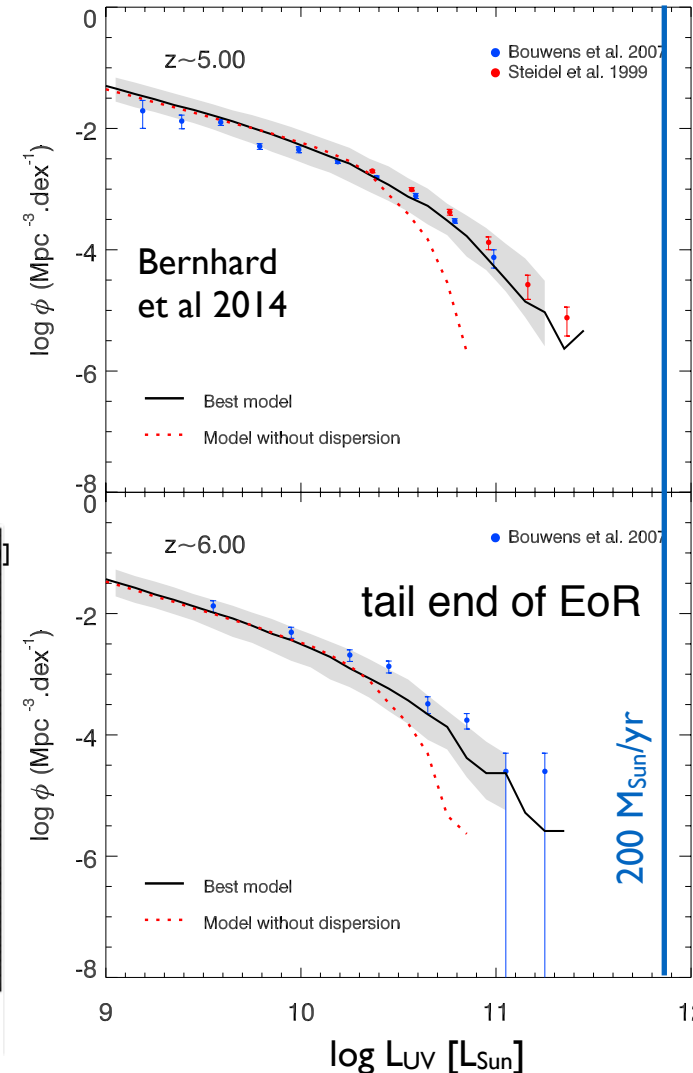 0
z~5.00
Bouwens et al. 2007
Steidel et al. 1999
-2
log ϕ (Mpc⁻³.dex⁻¹)
-4
Bernhard
et al 2014
-6
Best model
Model without dispersion
-8
0
z~6.00
Bouwens et al. 2007
tail end of EoR
-2
log ϕ (Mpc⁻³.dex⁻¹)
-4
200 MSun/yr
-6
Best model
Model without dispersion
-8
9 10 11
log LUV [LSun]
]